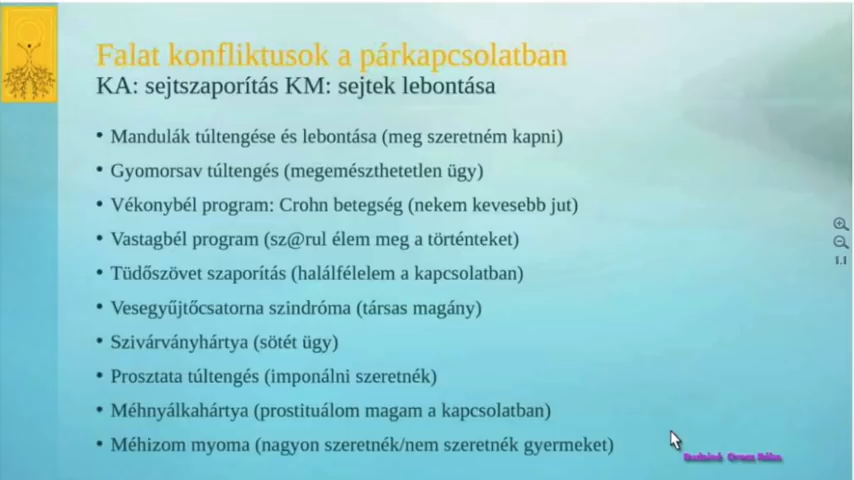 Falat konfliktusok a párkapcsolatban
KA: sejtszaporítás KM: sejtek lebontása
• Mandulák túltengése és lebontása (meg szeretném kapni)
• Gyomorsav túltengés (megemészthetetlen ügy)
• Vékonybél program: Crohn betegség (nekem kevesebb jut)
• Vastagbél program (sz@rul élem meg a történteket)
• Tüdőszövet szaporítás (halálfélelem a kapcsolatban)
• Vesegyűjtőcsatorna szindróma (társas magány)
• Szivárványhártya (sötét ügy)
• Prosztata túltengés (imponálni szeretnék)
• Méhnyálkahártya (prostituálom magam a kapcsolatban)
• Méhizom myoma (nagyon szeretnék/nem szeretnék gyermeket)
1.1